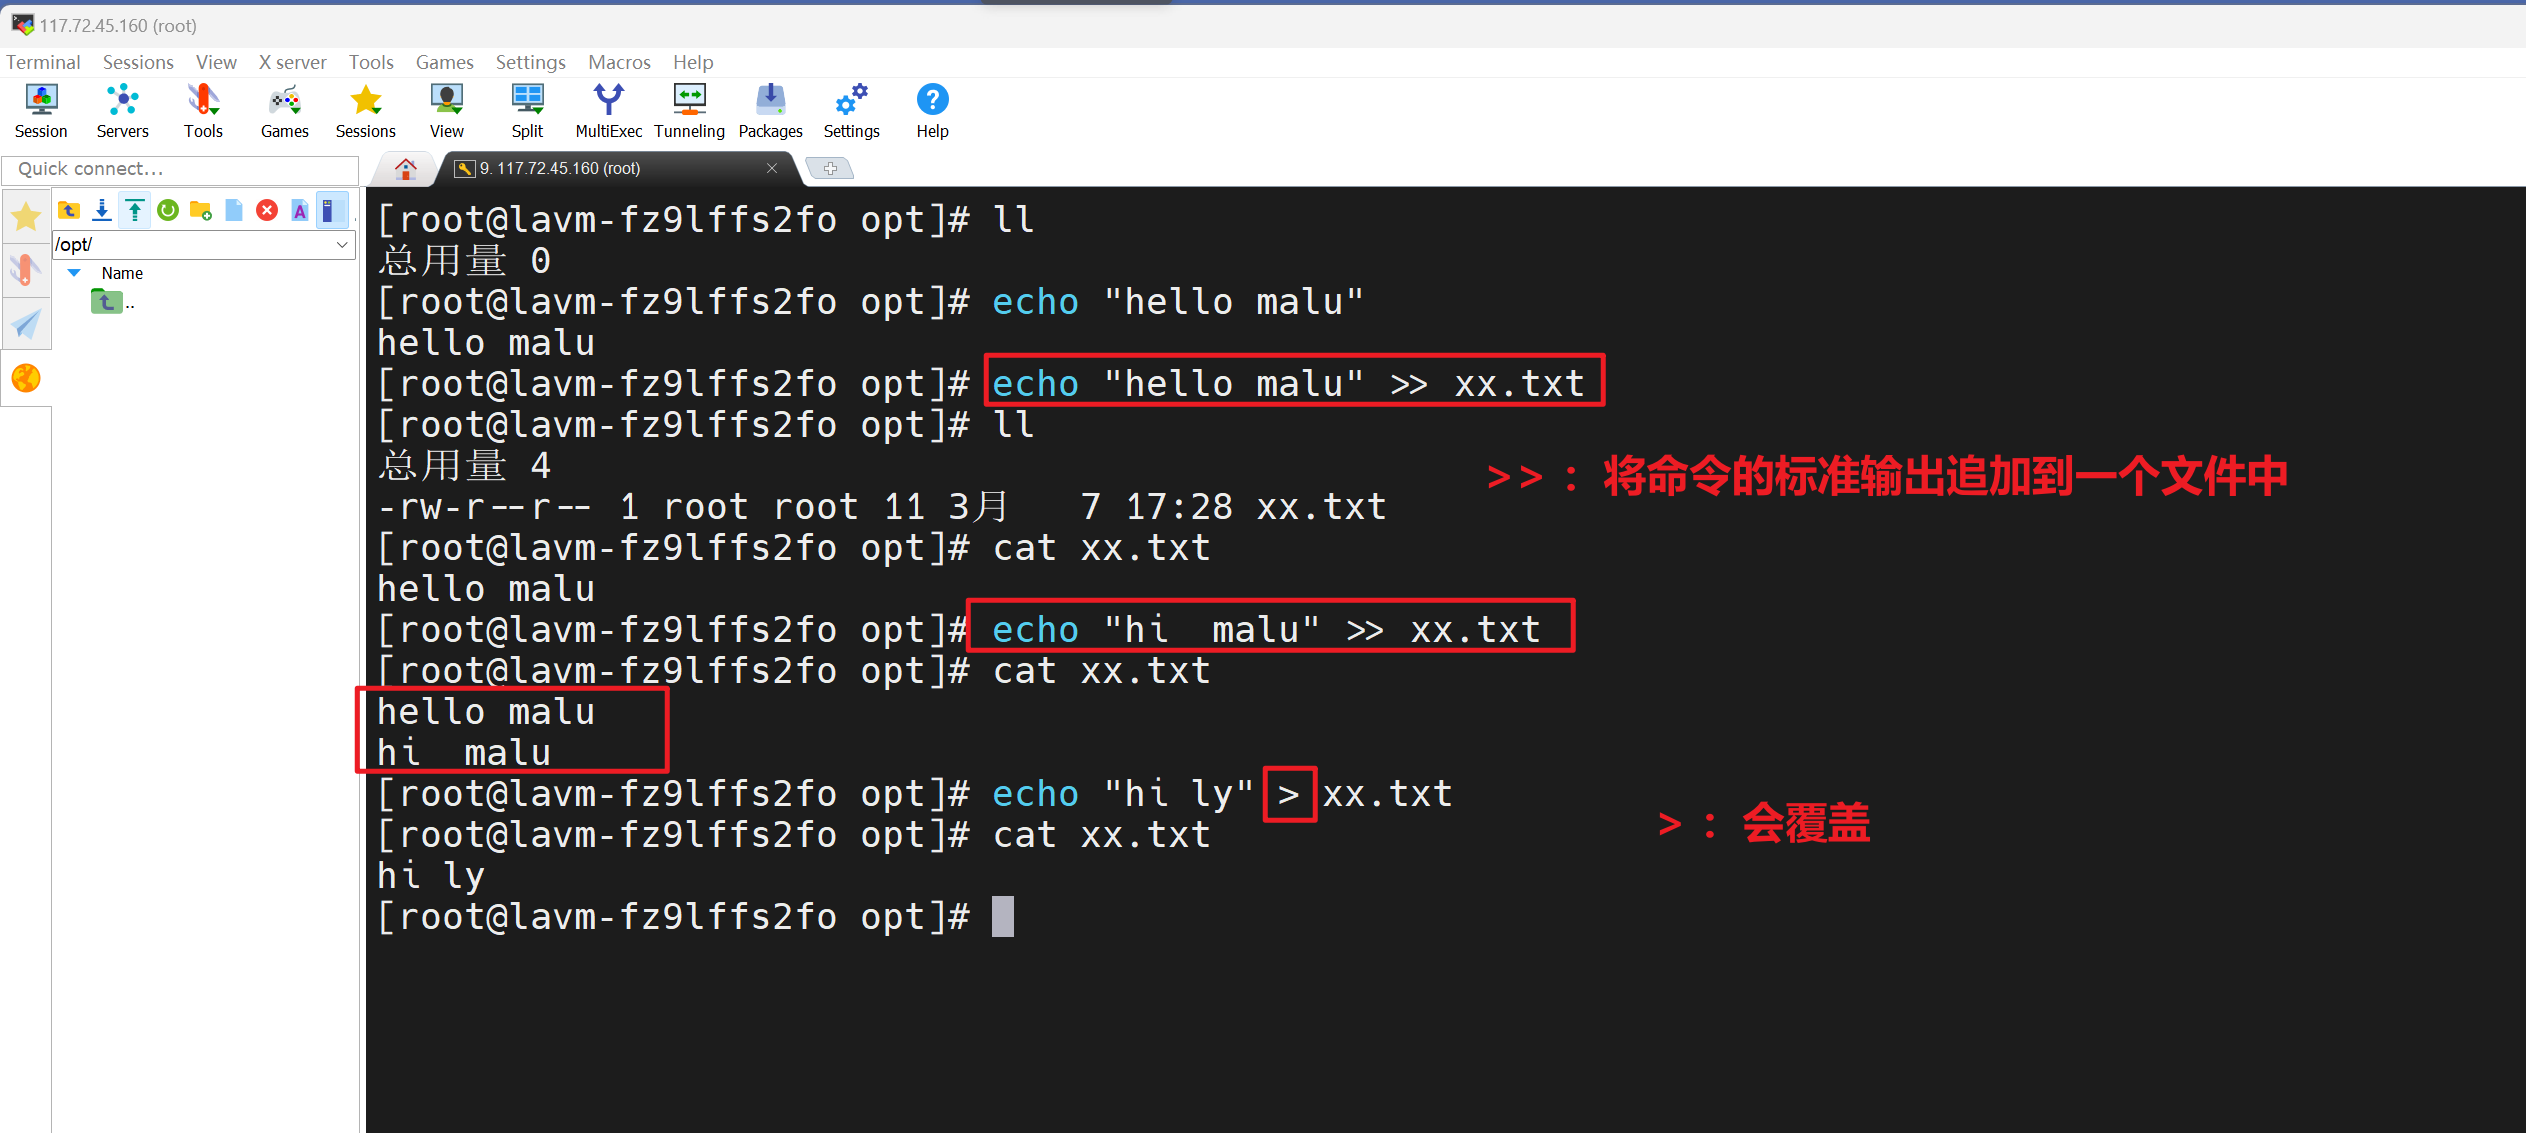 117.72.45.160 (root)
Terminal Sessions View X server Tools Games Settings Macros Help
Session Servers Tools Games Sessions View Split MultiExec Tunneling Packages Settings Help
Quick connect...
9. 117.72.45.160 (root)
/opt/
Name
..
[root@lavm-fz9lffs2fo opt]# ll
总用量 0
[root@lavm-fz9lffs2fo opt]# echo "hello malu"
hello malu
[root@lavm-fz9lffs2fo opt]# echo "hello malu" >> xx.txt
[root@lavm-fz9lffs2fo opt]# ll
总用量 4
>> : 将命令的标准输出追加到一个文件中
-rw-r--r-- 1 root root 11 3月   7 17:28 xx.txt
[root@lavm-fz9lffs2fo opt]# cat xx.txt
hello malu
[root@lavm-fz9lffs2fo opt]# echo "hi  malu" >> xx.txt
[root@lavm-fz9lffs2fo opt]# cat xx.txt
hello malu
hi  malu
[root@lavm-fz9lffs2fo opt]# echo "hi ly" > xx.txt
> : 会覆盖
[root@lavm-fz9lffs2fo opt]# cat xx.txt
hi ly
[root@lavm-fz9lffs2fo opt]#